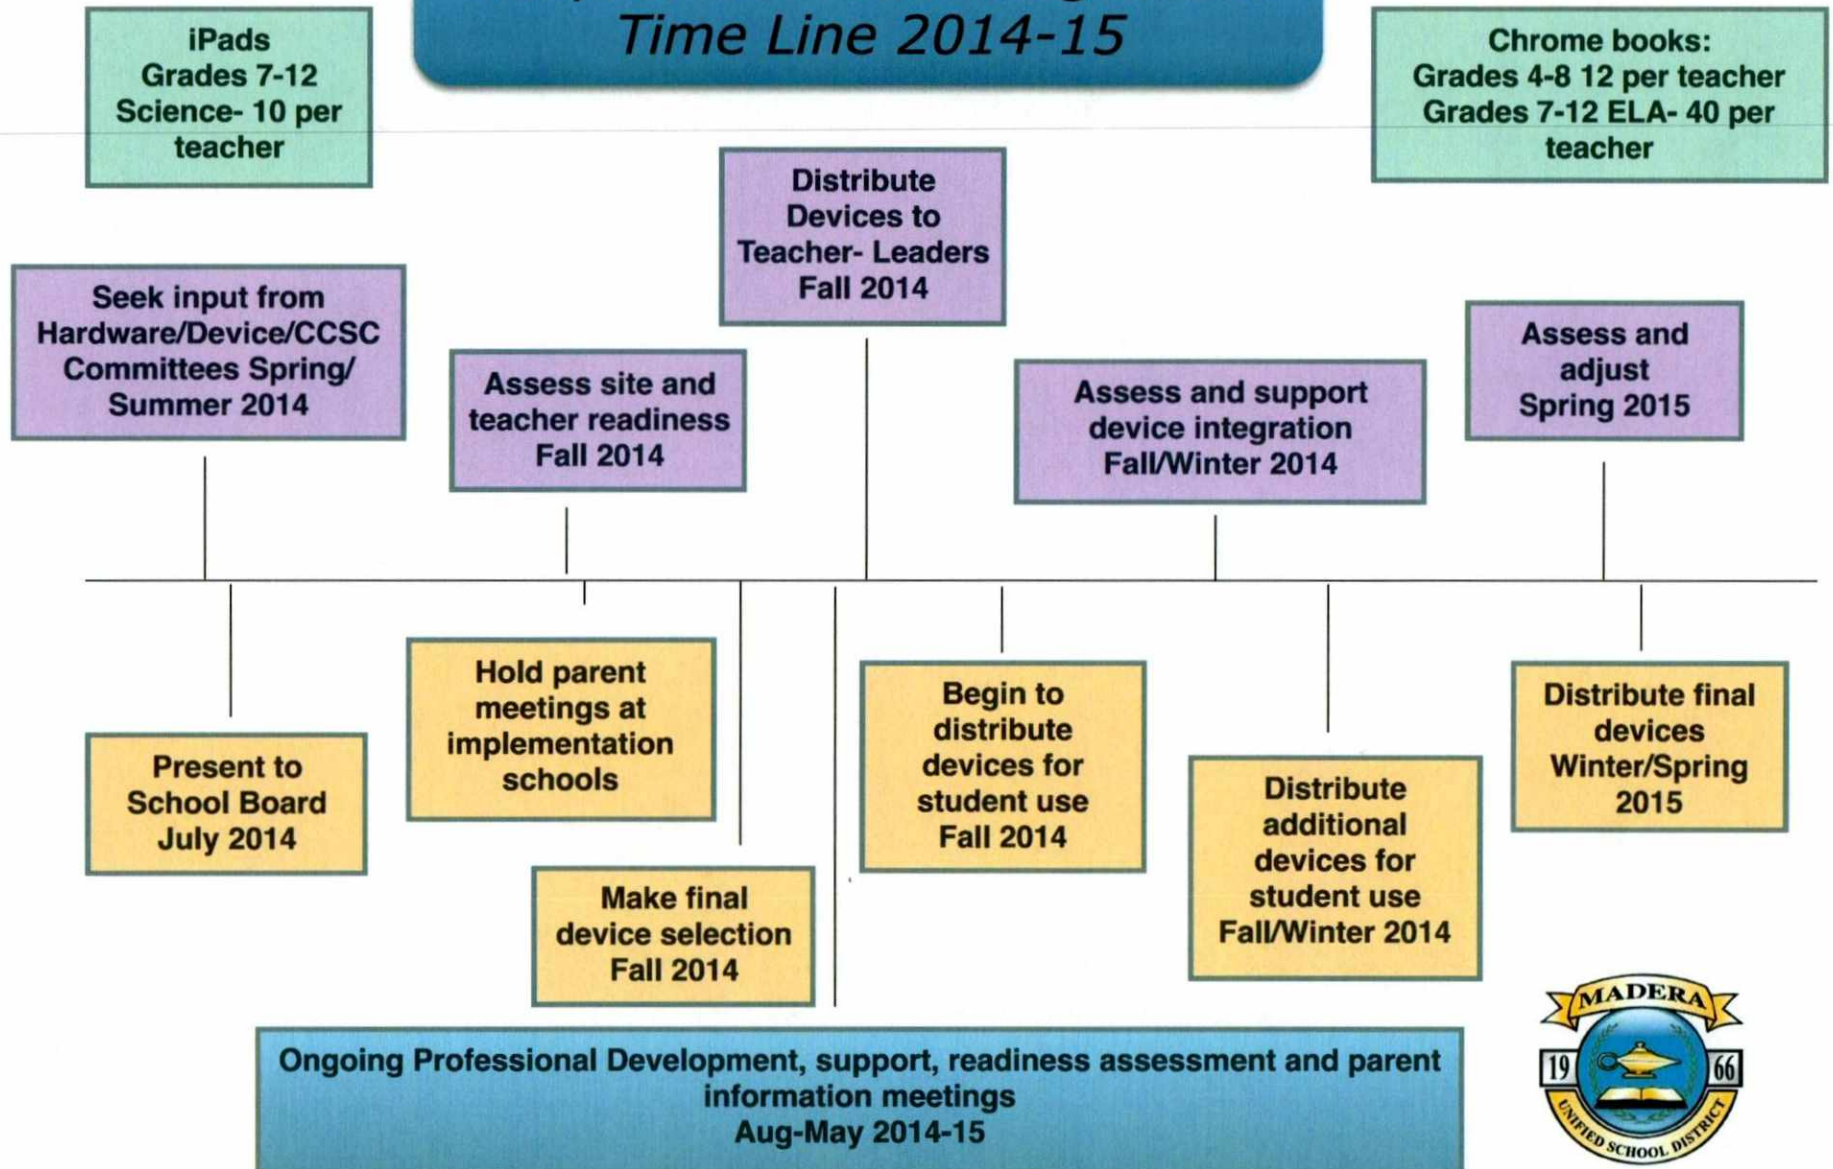 Time Line 2014-15
iPads
Grades 7-12
Science- 10 per
teacher
Chrome books:
Grades 4-8 12 per teacher
Grades 7-12 ELA- 40 per
teacher
Distribute
Devices to
Teacher- Leaders
Fall 2014
Seek input from
Hardware/Device/CCSC
Committees Spring/
Summer 2014
Assess site and
teacher readiness
Fall 2014
Assess and support
device integration
Fall/Winter 2014
Assess and
adjust
Spring 2015
Present to
School Board
July 2014
Hold parent
meetings at
implementation
schools
Make final
device selection
Fall 2014
Begin to
distribute
devices for
student use
Fall 2014
Distribute
additional
devices for
student use
Fall/Winter 2014
Distribute final
devices
Winter/Spring
2015
Ongoing Professional Development, support, readiness assessment and parent
information meetings
Aug-May 2014-15
MADERA
19 66
UNIFIED SCHOOL DISTRICT